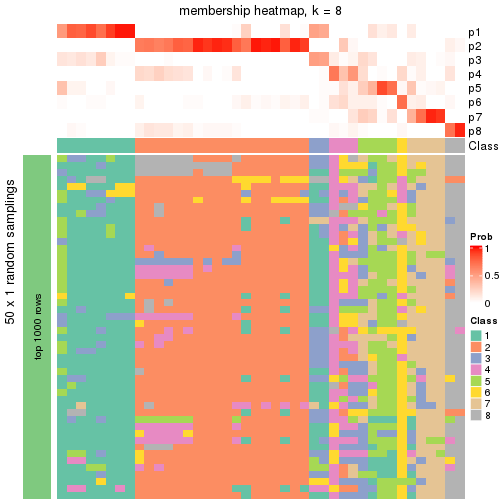 membership heatmap, k = 8
p1
p2
p3
p4
p5
p6
p7
p8
Class
50 x 1 random samplings
top 1000 rows
Prob
1
0.5
0
Class
1
2
3
4
5
6
7
8